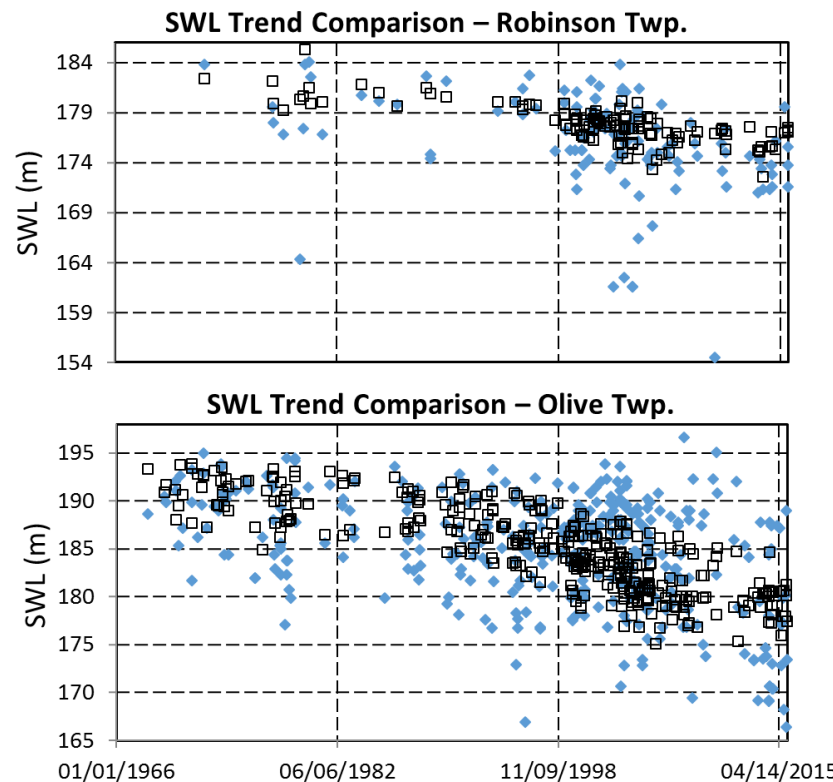 SWL Trend Comparison – Robinson Twp.
184
179
174
169
164
159
154
SWL (m)
SWL Trend Comparison – Olive Twp.
195
190
185
180
175
170
165
SWL (m)
01/01/1966 06/06/1982 11/09/1998 04/14/2015